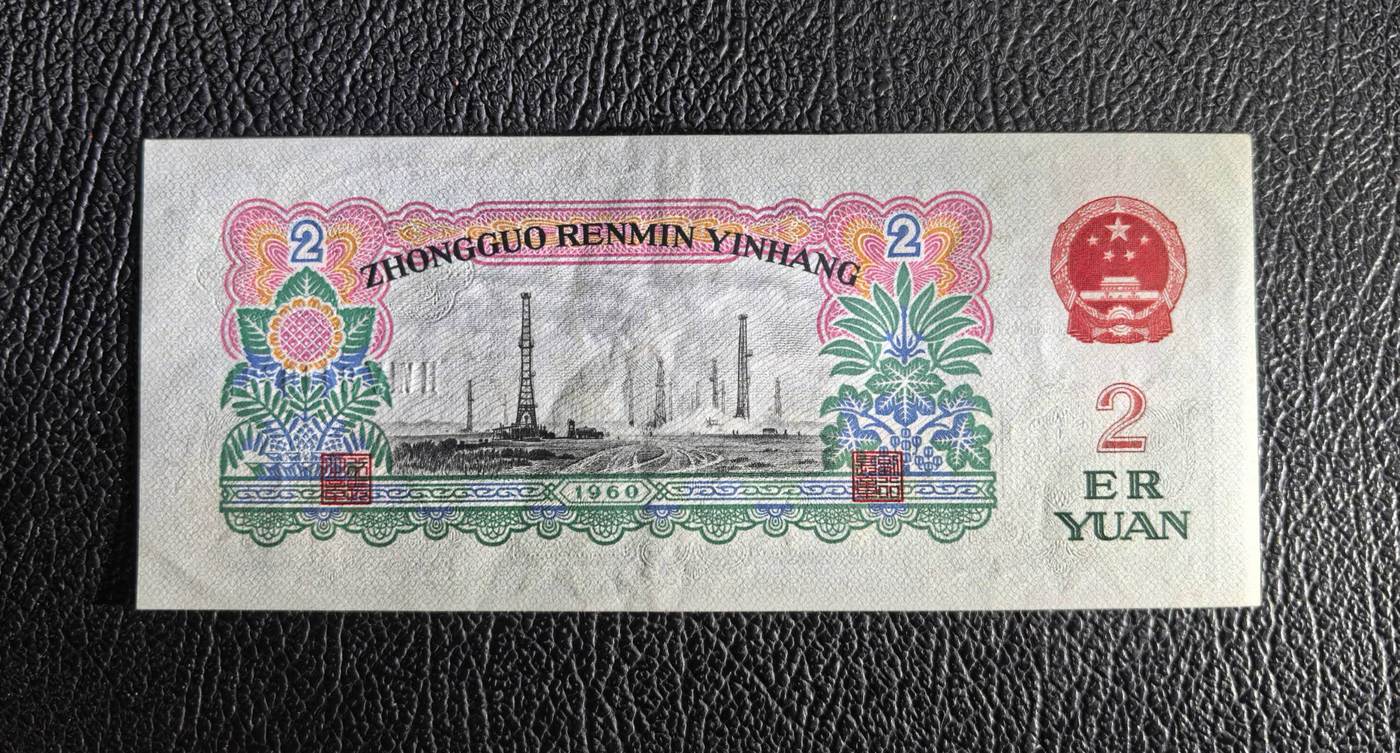 2
2
ZHONGGUO RENMIN YINHANG
1960
2
ER
YUAN